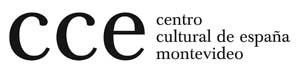 cce
centro
cultural de españa
montevideo